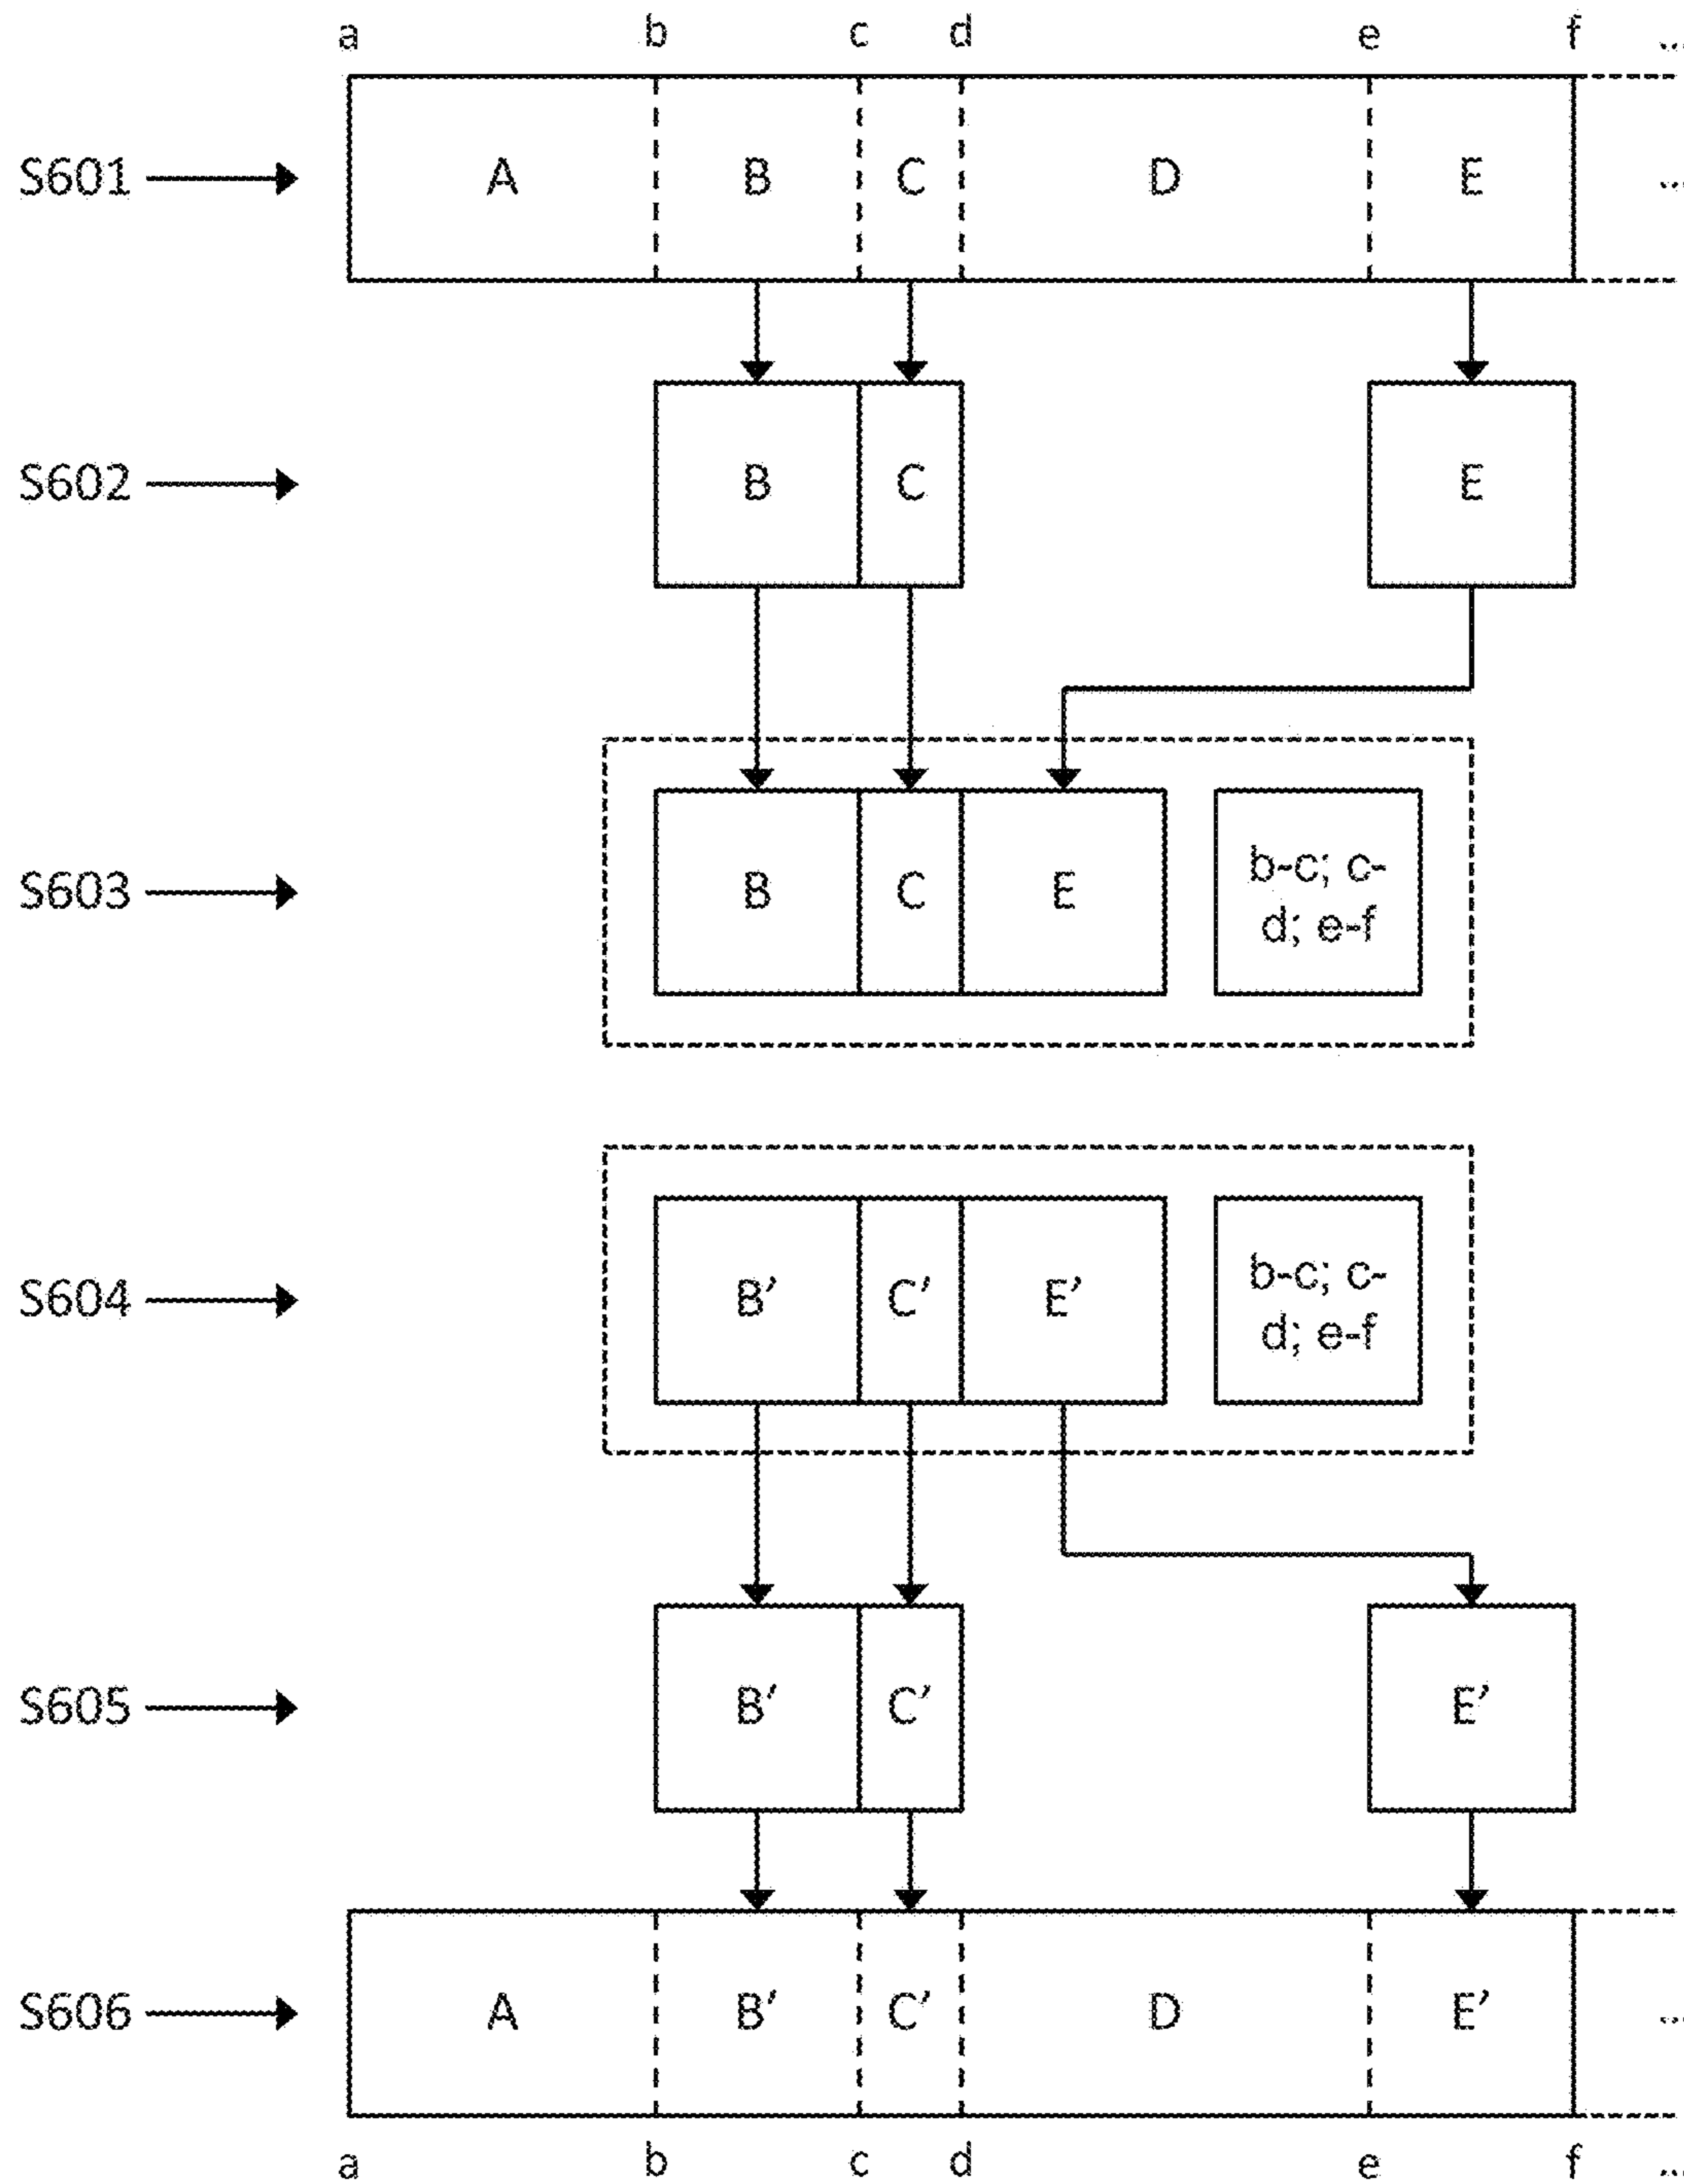 a b c d e f ...
S601 A B C D E ...
S602 B C E
S603 B C E b-c; c-
d; e-f
S604 B' C' E' b-c; c-
d; e-f
S605 B' C' E'
S606 A B' C' D E' ...
a b c d e f ...